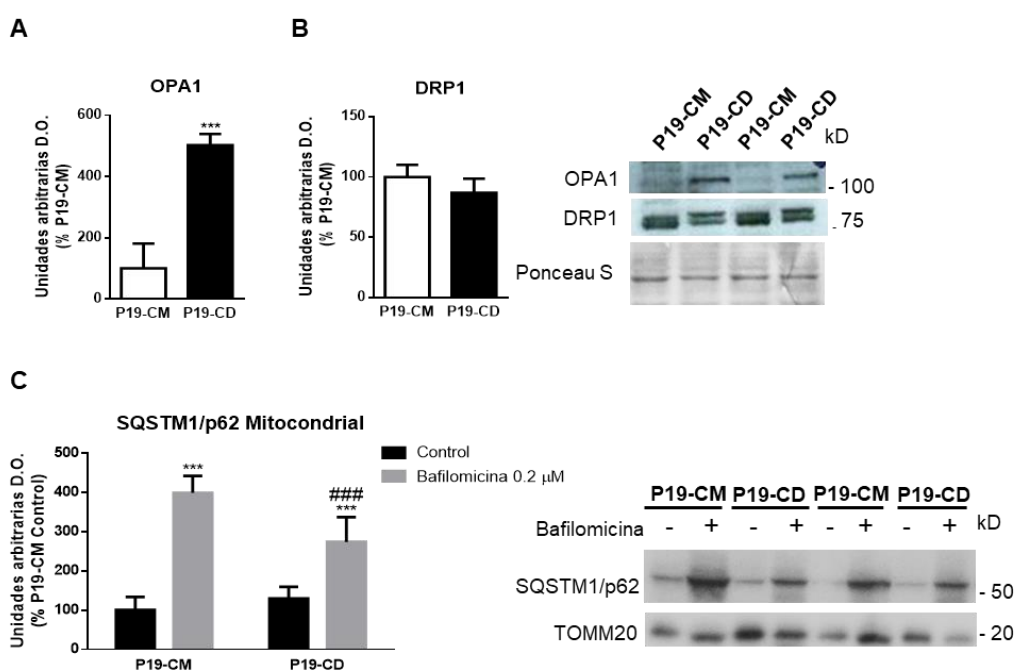 A
OPA1
Unidades arbitrarias D.O.
(% P19-CM)
600
400
200
0
***
P19-CM P19-CD
B
DRP1
Unidades arbitrarias D.O.
(% P19-CM)
150
100
50
0
P19-CM P19-CD
P19-CM P19-CD P19-CM P19-CD
kD
OPA1
- 100
DRP1
- 75
Ponceau S
C
SQSTM1/p62 Mitocondrial
Unidades arbitrarias D.O.
(% P19-CM Control)
500
400
300
200
100
0
***
###
***
P19-CM P19-CD
Control
Bafilomicina 0.2 µM
P19-CM P19-CD P19-CM P19-CD
Bafilomicina - + - + - + - + kD
SQSTM1/p62
- 50
TOMM20
- 20